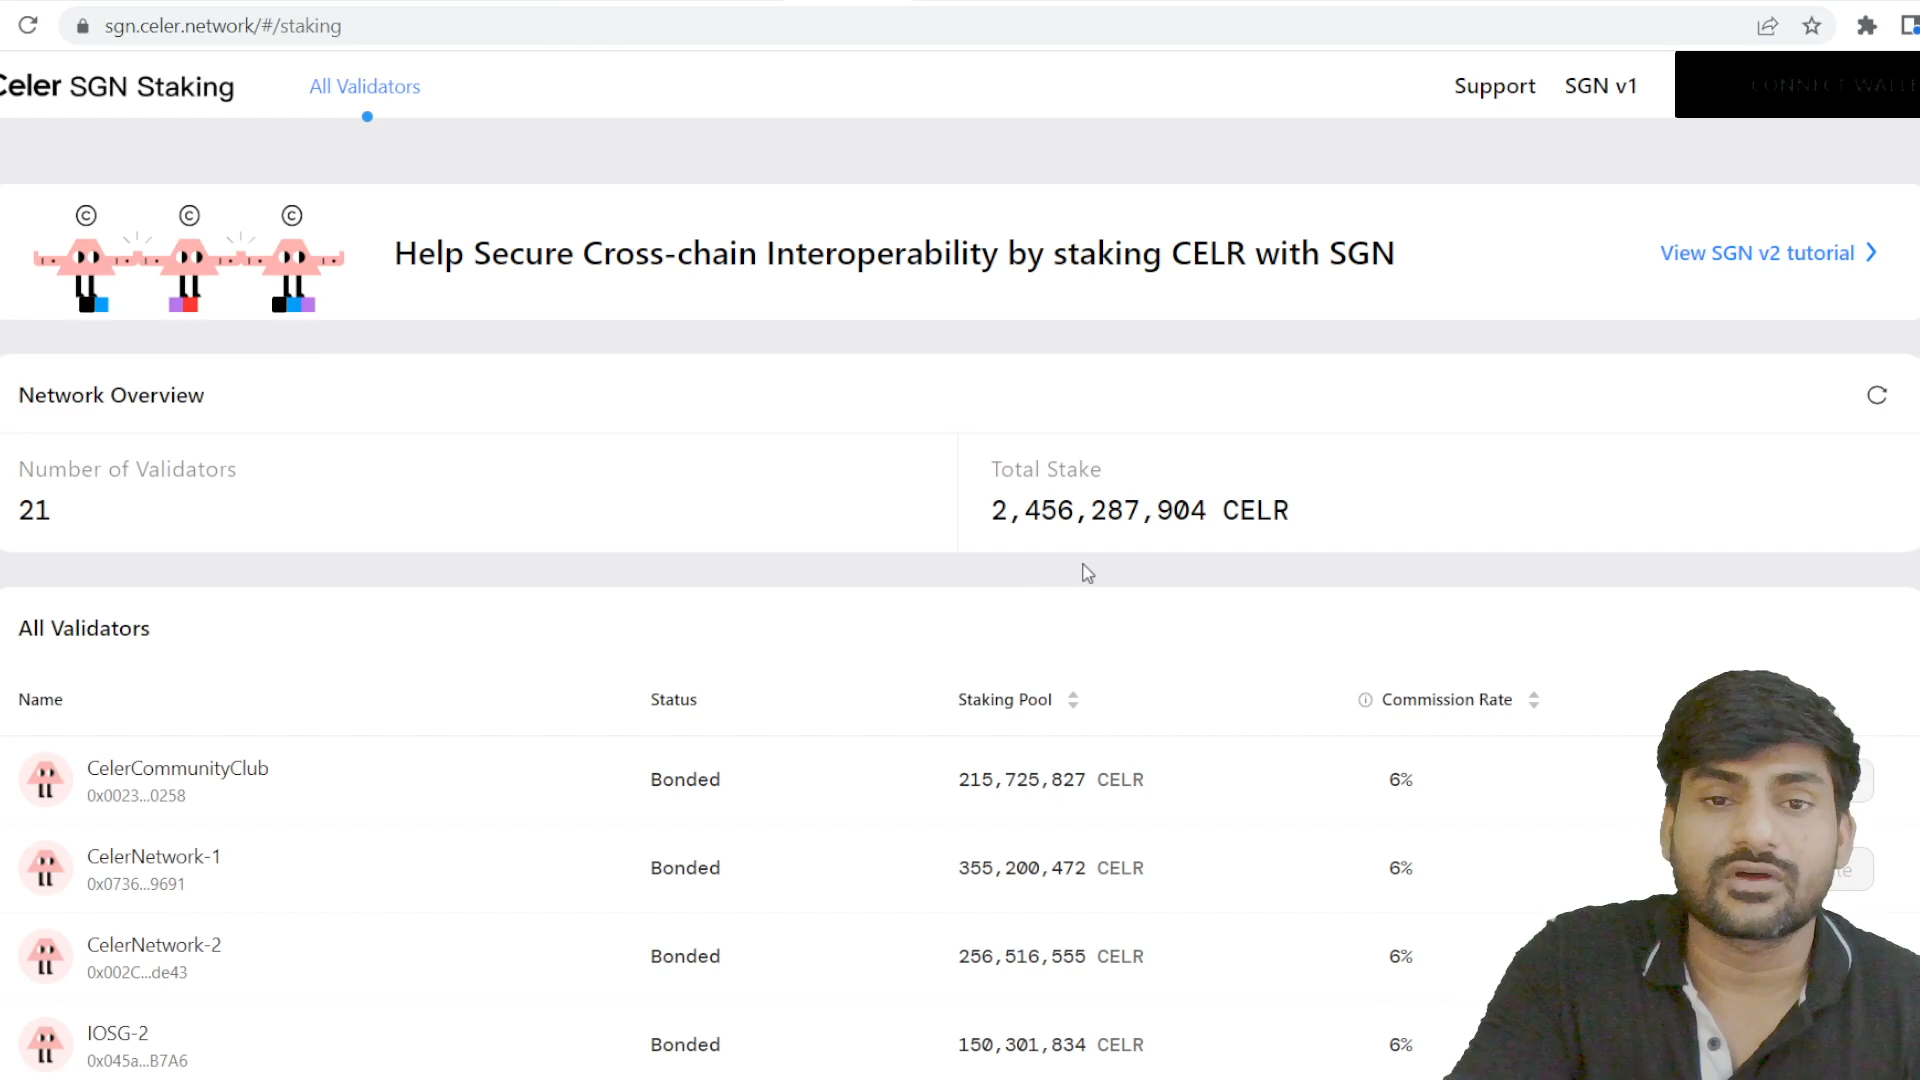 sgn.celer.network/#/staking
Celer SGN Staking
All Validators
Support
SGN v1
CONNECT WALLE
© © ©
Help Secure Cross-chain Interoperability by staking CELR with SGN
View SGN v2 tutorial
Network Overview
Number of Validators
21
Total Stake
2,456,287,904 CELR
All Validators
Name Status Staking Pool Commission Rate
CelerCommunityClub
0x0023...0258
Bonded 215,725,827 CELR 6%
CelerNetwork-1
0x0736...9691
Bonded 355,200,472 CELR 6%
te
CelerNetwork-2
0x002C...de43
Bonded 256,516,555 CELR 6%
IOSG-2
0x045a...B7A6
Bonded 150,301,834 CELR 6%